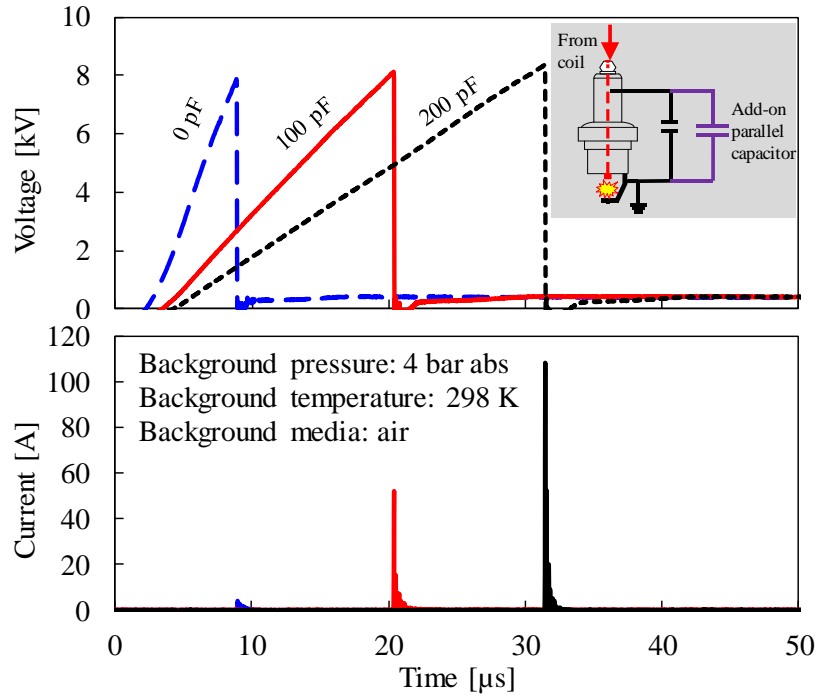 10
8
6
4
2
0
Voltage [kV]
0 pF
100 pF
200 pF
From
coil
Add-on
parallel
capacitor
120
100
80
60
40
20
0
Current [A]
Background pressure: 4 bar abs
Background temperature: 298 K
Background media: air
0
10
20
30
40
50
Time [µs]